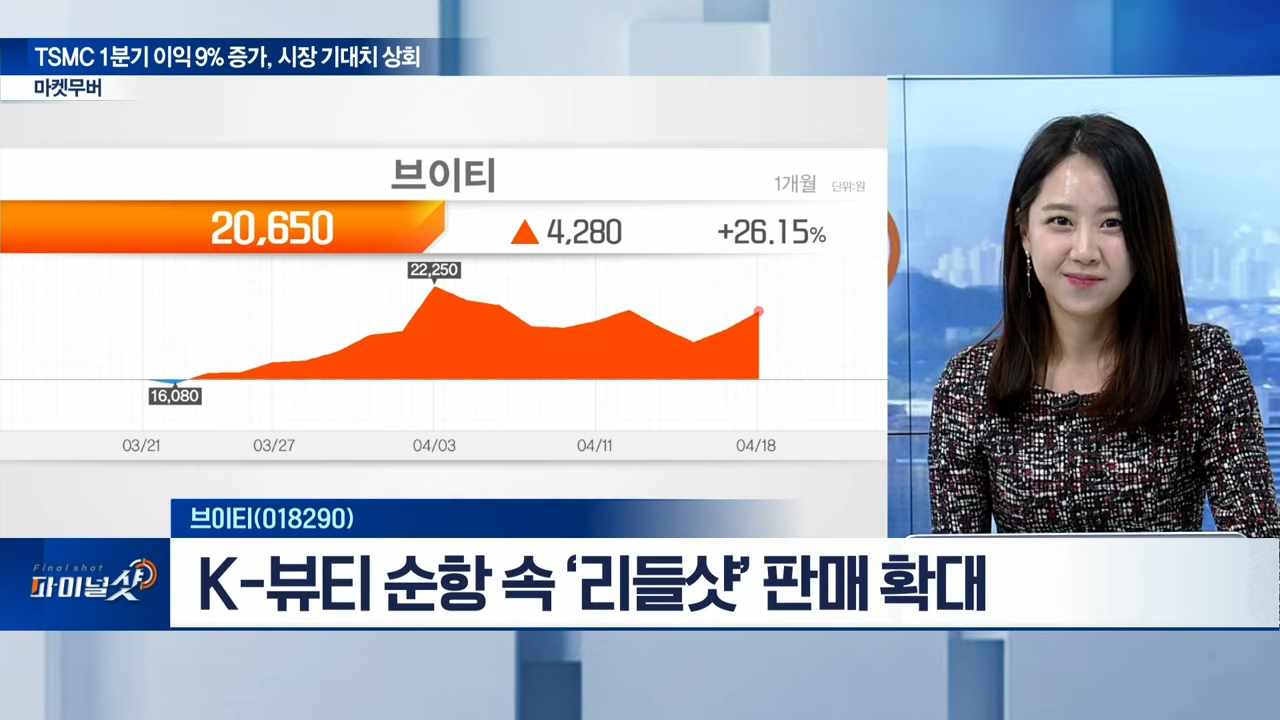 TSMC 1분기 이익 9% 증가, 시장 기대치 상회
마켓무버
브이티
1개월 단위:원
20,650 ▲ 4,280 +26.15%
22,250
16,080
03/21 03/27 04/03 04/11 04/18
브이티(018290)
Final shot
파이널샷
K-뷰티 순항 속 ‘리들샷’ 판매 확대